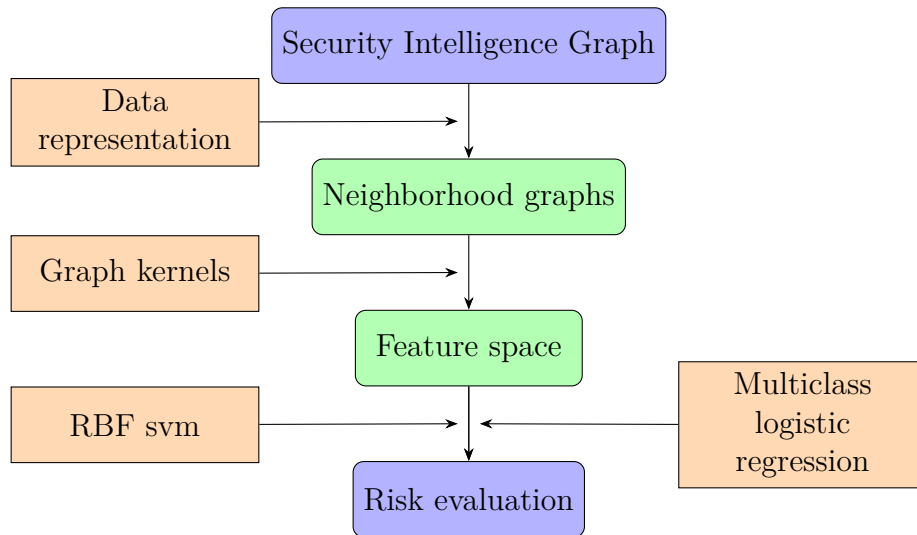 Security Intelligence Graph
Data
representation
Neighborhood graphs
Graph kernels
Feature space
RBF svm
Multiclass
logistic
regression
Risk evaluation